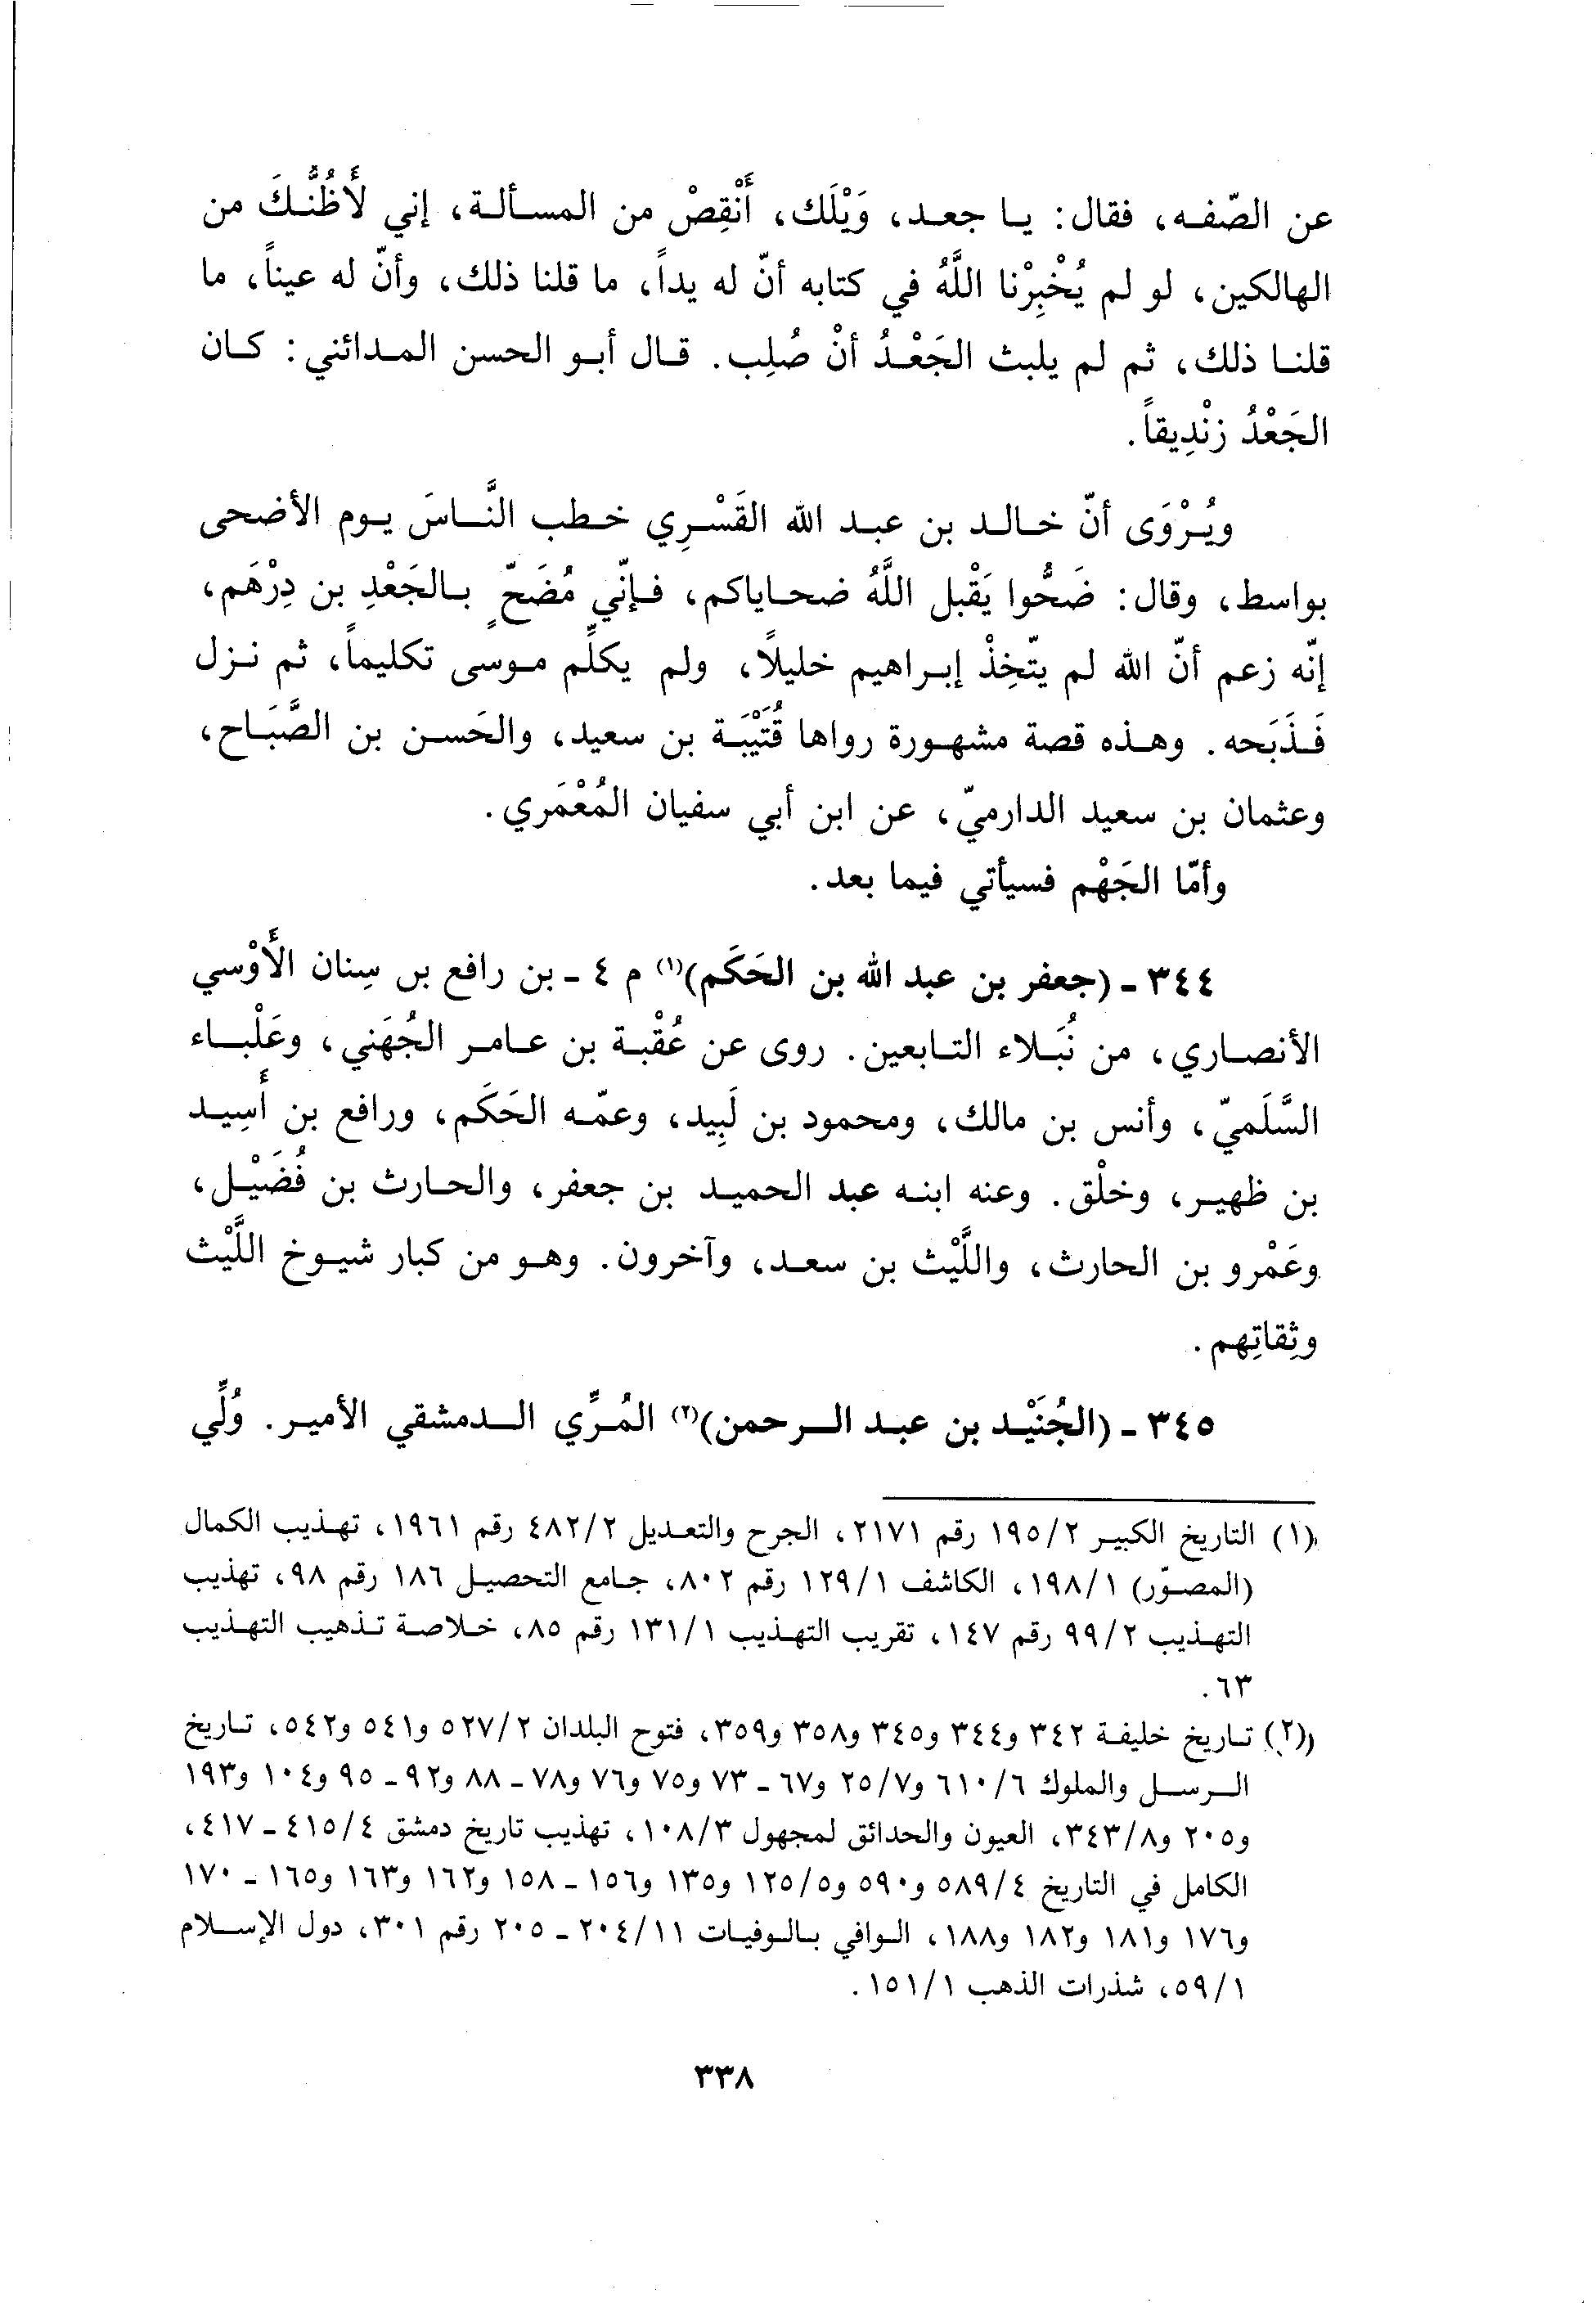 عن الصّفه، فقال: يا جعد، وَيْلَك، أَنْقِصْ من المسألة، إني لأَظُنُّكَ من
الهالكين، لو لم يُخْبِرْنا اللَّهُ في كتابه أنّ له يداً، ما قلنا ذلك، وأنّ له عيناً، ما
قلنا ذلك، ثم لم يلبث الجَعْدُ أنْ صُلِب. قال أبو الحسن المدائني: كان
الجَعْدُ زنْدِيقاً.
ويُرْوَى أنّ خالد بن عبد الله القَسْرِي خطب النَّاسَ يوم الأضحى
بواسط، وقال: ضَحُّوا يَقْبل اللَّهُ ضحاياكم، فإنّي مُضَحّ بالجَعْدِ بن دِرْهَم،
إنّه زعم أنّ الله لم يتّخِذْ إبراهيم خليلاً، ولم يكلِّم موسى تكليماً، ثم نزل
فَذَبَحه. وهذه قصة مشهورة رواها قُتَيْبَة بن سعيد، والحَسن بن الصَّبَاح،
وعثمان بن سعيد الدارميّ، عن ابن أبي سفيان المُعْمَري.
وأمّا الجَهْم فسيأتي فيما بعد.
٣٤٤ - (جعفر بن عبد الله بن الحَكَم)(١) م ٤ - بن رافع بن سِنان الأَوْسي
الأنصاري، من نُبَلاء التابعين. روى عن عُقْبة بن عامر الجُهَني، وعَلْباء
السَّلَميّ، وأنس بن مالك، ومحمود بن لَبِيد، وعمّه الحَكَم، ورافع بن أَسِيد
بن ظهير، وخلْق. وعنه ابنه عبد الحميد بن جعفر، والحارث بن فُضَيْل،
وعَمْرو بن الحارث، واللَّيْث بن سعد، وآخرون. وهو من كبار شيوخ اللَّيْث
وثِقاتِهم.
٣٤٥ - (الجُنَيْد بن عبد الرحمن)(٢) المُرِّي الدمشقي الأمير. وُلِّي
(١) التاريخ الكبير ١٩٥/٢ رقم ٢١٧١، الجرح والتعديل ٤٨٢/٢ رقم ١٩٦١، تهذيب الكمال
(المصوّر) ١٩٨/١، الكاشف ١٢٩/١ رقم ٨٠٢، جامع التحصيل ١٨٦ رقم ٩٨، تهذيب
التهذيب ٩٩/٢ رقم ١٤٧، تقريب التهذيب ١٣١/١ رقم ٨٥، خلاصة تذهيب التهذيب
٦٣.
(٢) تاريخ خليفة ٣٤٢ و٣٤٤ و٣٤٥ و٣٥٨ و٣٥٩، فتوح البلدان ٥٢٧/٢ و٥٤١ و٥٤٢، تاريخ
الرسل والملوك ٦١٠/٦ و٢٥/٧ و٦٧ - ٧٣ و٧٥ و٧٦ و٧٨ - ٨٨ و٩٢ - ٩٥ و١٠٤ و١٩٣
و٢٠٥ و٣٤٣/٨، العيون والحدائق لمجهول ١٠٨/٣، تهذيب تاريخ دمشق ٤١٥/٤ - ٤١٧،
الكامل في التاريخ ٥٨٩/٤ و٥٩٠ و١٢٥/٥ و١٣٥ و١٥٦ - ١٥٨ و١٦٢ و١٦٣ و١٦٥ - ١٧٠
و١٧٦ و١٨١ و١٨٢ و١٨٨، الوافي بالوفيات ٢٠٤/١١ - ٢٠٥ رقم ٣٠١، دول الإسلام
٥٩/١، شذرات الذهب ١٥١/١.
٣٣٨